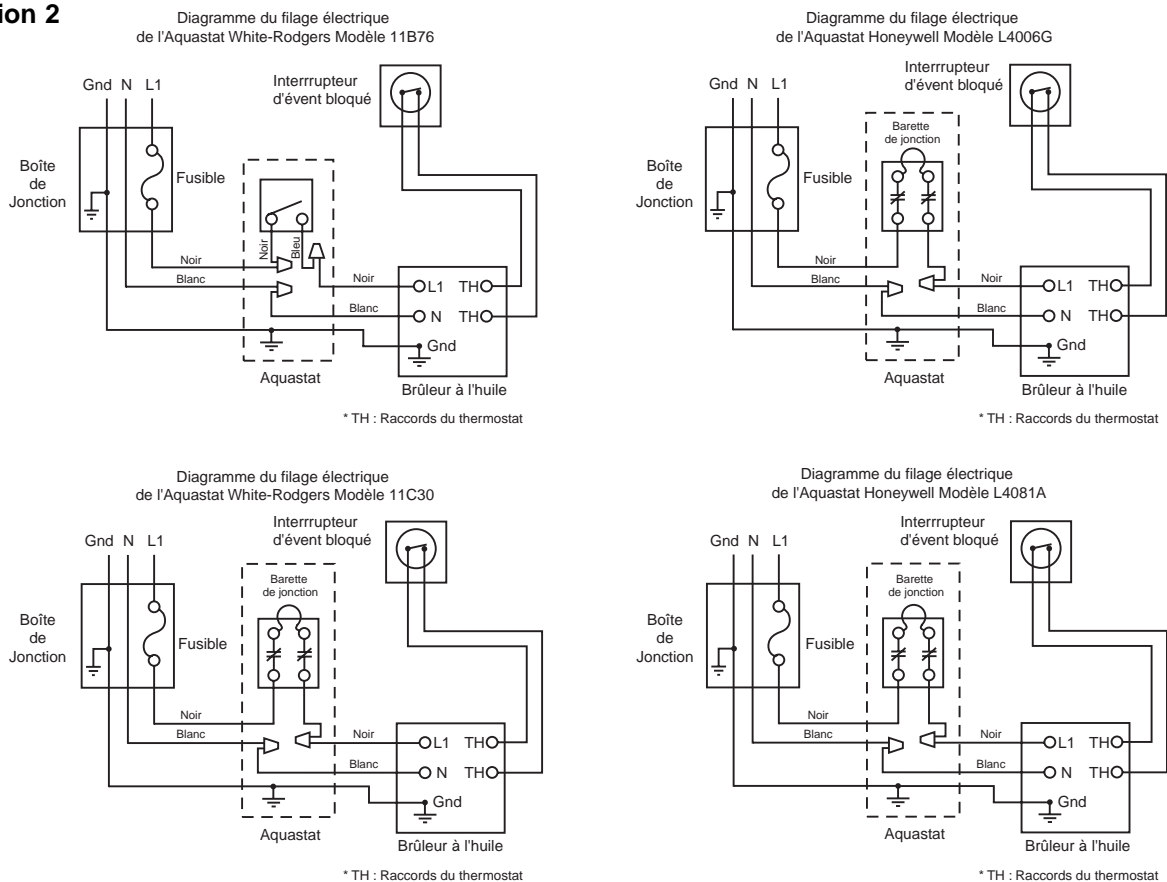 ion 2
Diagramme du filage électrique
de l'Aquastat White-Rodgers Modèle 11B76
Gnd N L1
Interrrupteur
d'évent bloqué
Boîte
de
Jonction
Fusible
Noir
Bleu
Noir
Blanc
Noir
Blanc
L1 TH
N TH
Gnd
Aquastat
Brûleur à l'huile
* TH : Raccords du thermostat
Diagramme du filage électrique
de l'Aquastat Honeywell Modèle L4006G
Gnd N L1
Interrrupteur
d'évent bloqué
Barette
de jonction
Boîte
de
Jonction
Fusible
Noir
Blanc
Noir
Blanc
L1 TH
N TH
Gnd
Aquastat
Brûleur à l'huile
* TH : Raccords du thermostat
Diagramme du filage électrique
de l'Aquastat White-Rodgers Modèle 11C30
Gnd N L1
Interrrupteur
d'évent bloqué
Barette
de jonction
Boîte
de
Jonction
Fusible
Noir
Blanc
Noir
Blanc
L1 TH
N TH
Gnd
Aquastat
Brûleur à l'huile
* TH : Raccords du thermostat
Diagramme du filage électrique
de l'Aquastat Honeywell Modèle L4081A
Gnd N L1
Interrrupteur
d'évent bloqué
Barette
de jonction
Boîte
de
Jonction
Fusible
Noir
Blanc
Noir
Blanc
L1 TH
N TH
Gnd
Aquastat
Brûleur à l'huile
* TH : Raccords du thermostat